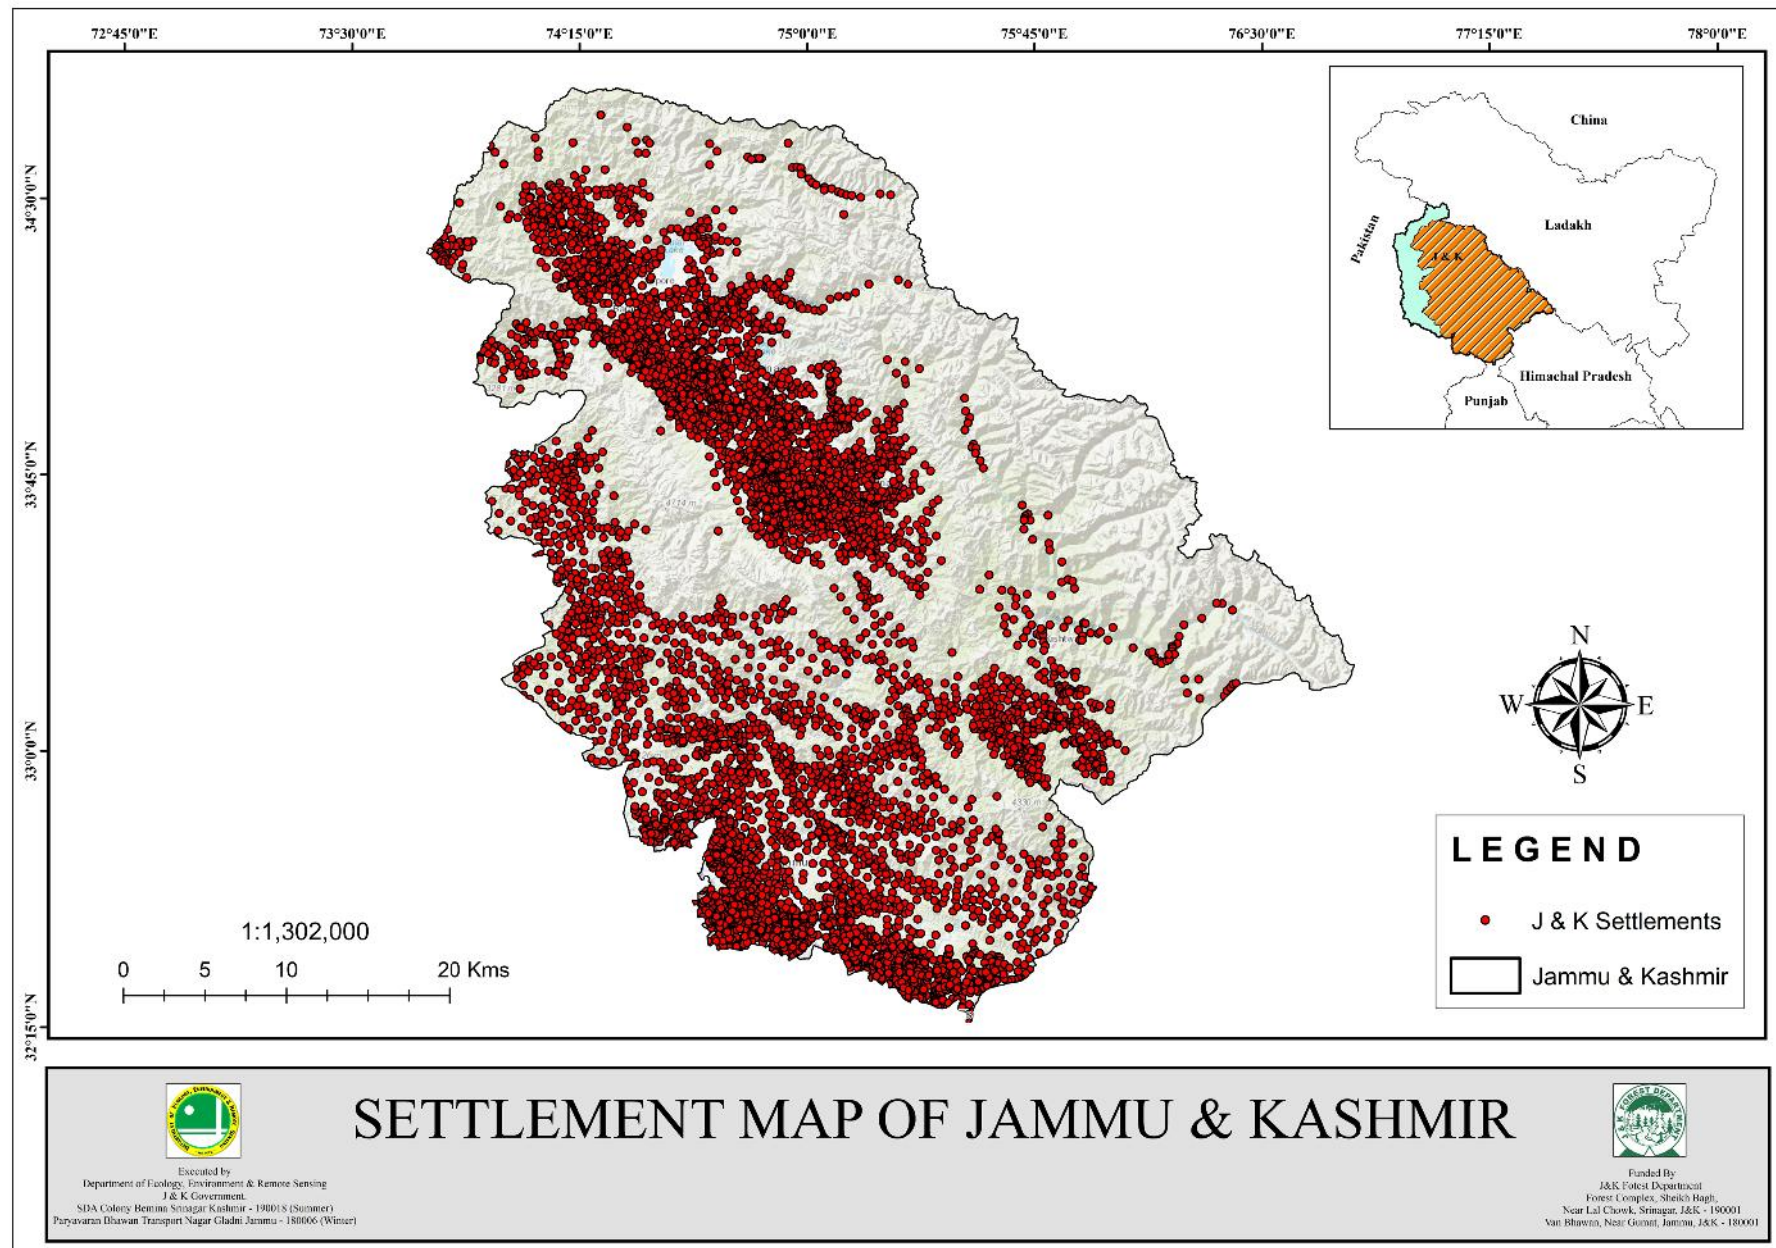 72°45'0"E 73°30'0"E 74°15'0"E 75°0'0"E 75°45'0"E 76°30'0"E 77°15'0"E 78°0'0"E
34°30'0"N
33°45'0"N
33°0'0"N
32°15'0"N
China
Pakistan
Ladakh
J & K
Himachal Pradesh
Punjab
4714 m
4330 m
3281 m
N
W E
S
LEGEND
J & K Settlements
Jammu & Kashmir
1:1,302,000
0 5 10 20 Kms
SETTLEMENT MAP OF JAMMU & KASHMIR
Executed by
Department of Ecology, Environment & Remote Sensing
J & K Government.
SDA Colony Bemina Srinagar Kashmir - 190018 (Summer)
Paryavaran Bhawan Transport Nagar Gladni Jammu - 180006 (Winter)
J & K FOREST DEPARTMENT
Funded By
J&K Forest Department
Forest Complex, Sheikh Bagh,
Near Lal Chowk, Srinagar, J&K - 190001
Van Bhawan, Near Gumat, Jammu, J&K - 180001